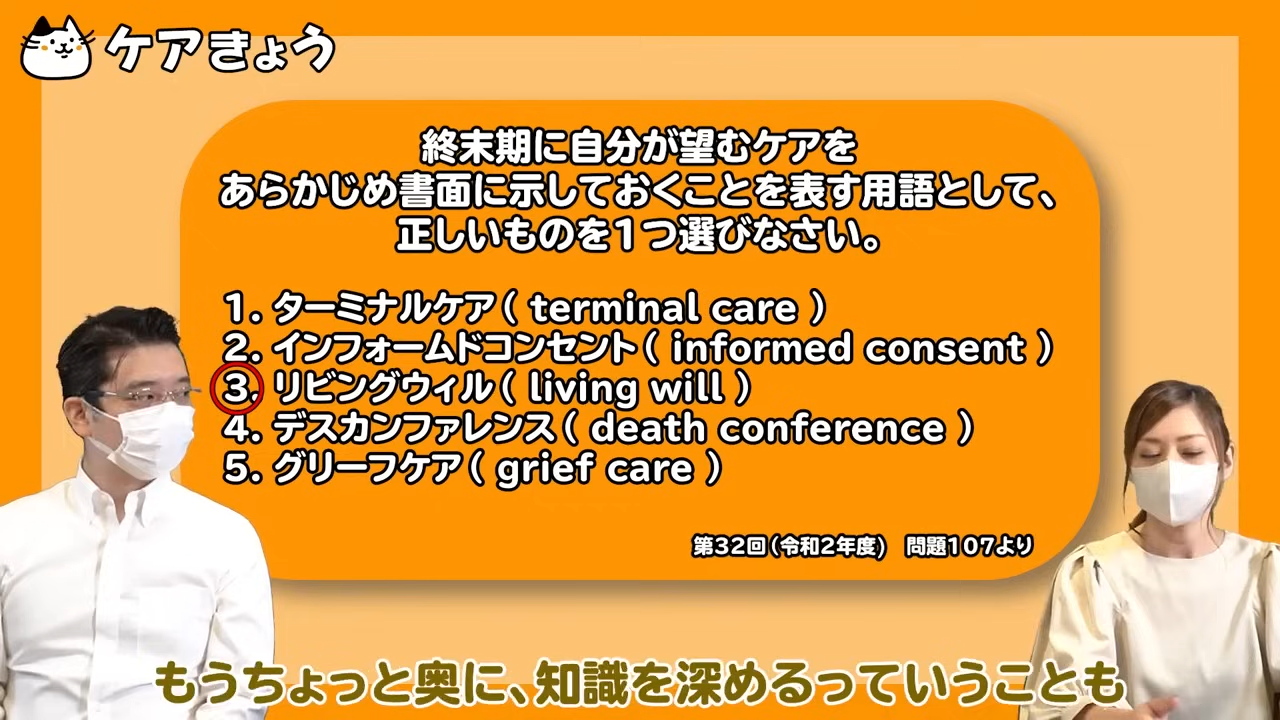 ケアきょう
終末期に自分が望むケアを
あらかじめ書面に示しておくことを表す用語として、
正しいものを1つ選びなさい。
1. ターミナルケア( terminal care )
2. インフォームドコンセント( informed consent )
3. リビングウィル( living will )
4. デスカンファレンス( death conference )
5. グリーフケア( grief care )
第32回(令和2年度) 問題107より
もうちょっと奥に、知識を深めるっていうことも